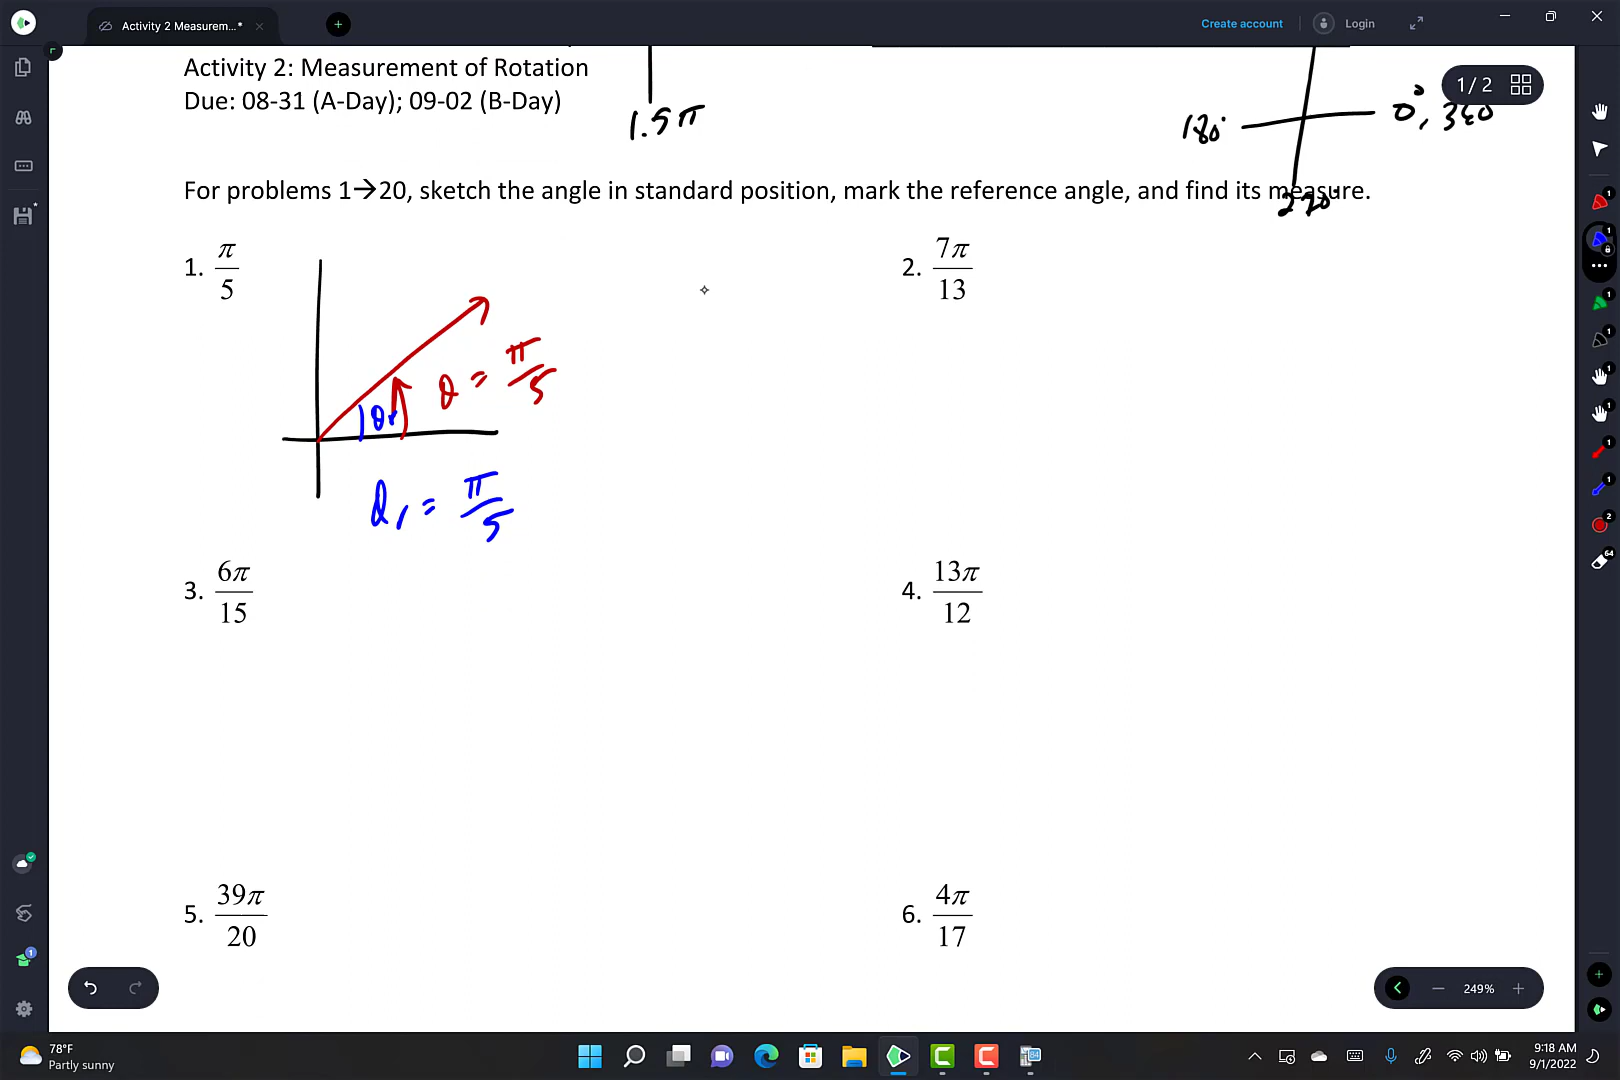 Activity 2 Measurem...*
Create account
Login
Activity 2: Measurement of Rotation
Due: 08-31 (A-Day); 09-02 (B-Day)
1.5 π
180°
0°, 360
270°
1 / 2
For problems 1→20, sketch the angle in standard position, mark the reference angle, and find its measure.
1. π/5
θ = π/5
θr
θr = π/5
2. 7π/13
3. 6π/15
4. 13π/12
5. 39π/20
6. 4π/17
249%
78°F
Partly sunny
9:18 AM
9/1/2022